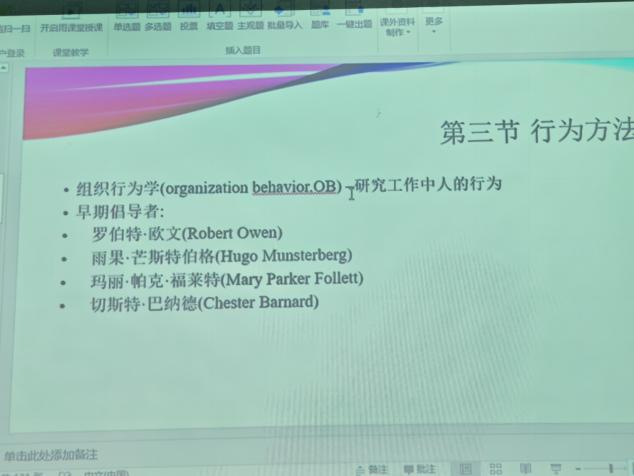 扫一扫 开启雨课堂授课 单选题 多选题 投票 填空题 主观题 批量导入 题库 一键出题 课外资料 更多
制作
户登录 课堂教学 插入题目
第三节 行为方法
• 组织行为学(organization behavior,OB) –研究工作中人的行为
• 早期倡导者:
• 罗伯特·欧文(Robert Owen)
• 雨果·芒斯特伯格(Hugo Munsterberg)
• 玛丽·帕克·福莱特(Mary Parker Follett)
• 切斯特·巴纳德(Chester Barnard)
单击此处添加备注
中文(中国) 备注 批注